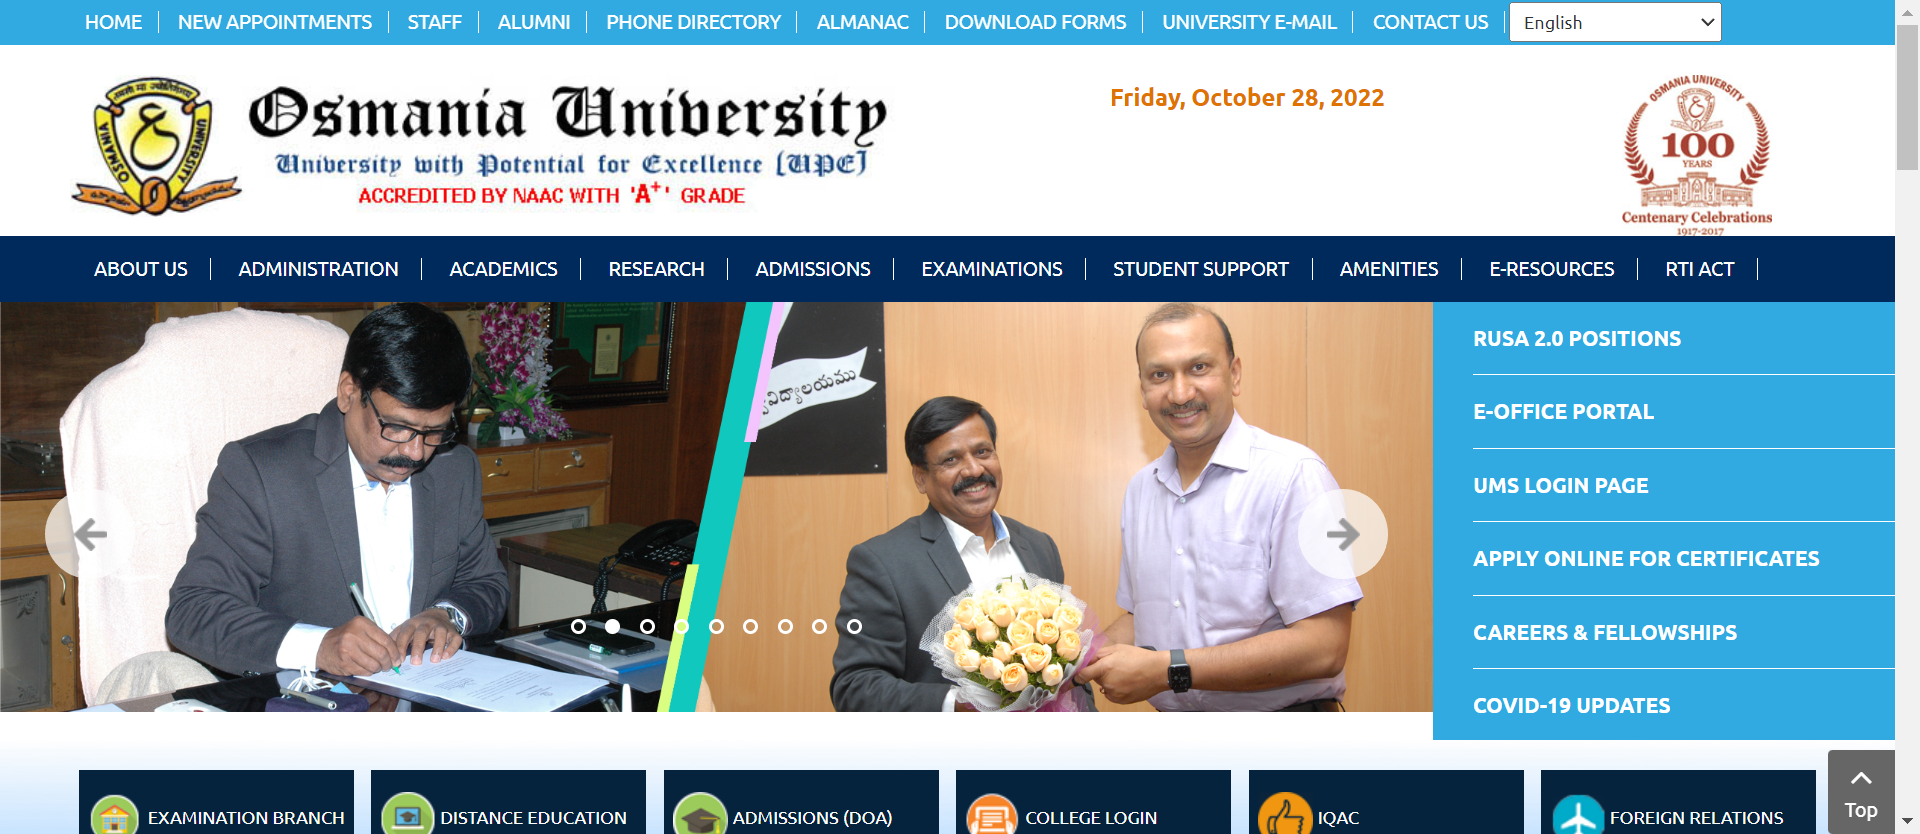 HOME
NEW APPOINTMENTS
STAFF
ALUMNI
PHONE DIRECTORY
ALMANAC
DOWNLOAD FORMS
UNIVERSITY E-MAIL
CONTACT US
English
OSMANIA UNIVERSITY
Osmania University
University with Potential for Excellence [UPE]
ACCREDITED BY NAAC WITH 'A+' GRADE
Friday, October 28, 2022
OSMANIA UNIVERSITY
100
YEARS
Centenary Celebrations
1917-2017
ABOUT US
ADMINISTRATION
ACADEMICS
RESEARCH
ADMISSIONS
EXAMINATIONS
STUDENT SUPPORT
AMENITIES
E-RESOURCES
RTI ACT
RUSA 2.0 POSITIONS
E-OFFICE PORTAL
UMS LOGIN PAGE
APPLY ONLINE FOR CERTIFICATES
CAREERS & FELLOWSHIPS
COVID-19 UPDATES
EXAMINATION BRANCH
DISTANCE EDUCATION
ADMISSIONS (DOA)
COLLEGE LOGIN
IQAC
FOREIGN RELATIONS
Top